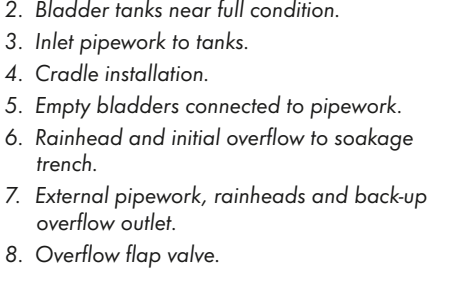 2. Bladder tanks near full condition.
3. Inlet pipework to tanks.
4. Cradle installation.
5. Empty bladders connected to pipework.
6. Rainhead and initial overflow to soakage
trench.
7. External pipework, rainheads and back-up
overflow outlet.
8. Overflow flap valve.